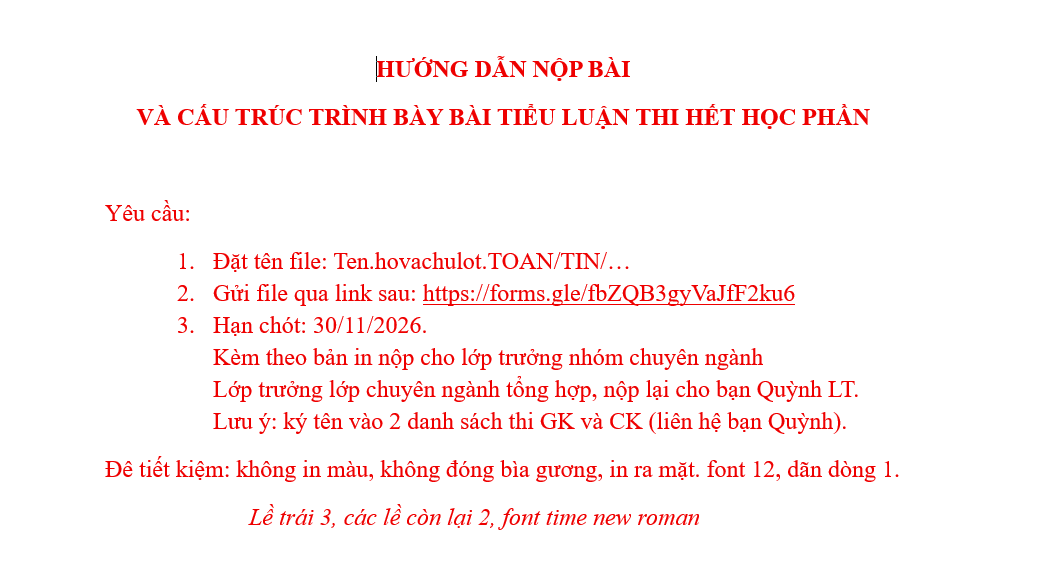 HƯỚNG DẪN NỘP BÀI
VÀ CẤU TRÚC TRÌNH BÀY BÀI TIỂU LUẬN THI HẾT HỌC PHẦN
Yêu cầu:
1. Đặt tên file: Ten.hovachulot.TOAN/TIN/…
2. Gửi file qua link sau: https://forms.gle/fbZQB3gyVaJfF2ku6
3. Hạn chót: 30/11/2026.
Kèm theo bản in nộp cho lớp trưởng nhóm chuyên ngành
Lớp trưởng lớp chuyên ngành tổng hợp, nộp lại cho bạn Quỳnh LT.
Lưu ý: ký tên vào 2 danh sách thi GK và CK (liên hệ bạn Quỳnh).
Đê tiết kiệm: không in màu, không đóng bìa gương, in ra mặt. font 12, dãn dòng 1.
Lề trái 3, các lề còn lại 2, font time new roman